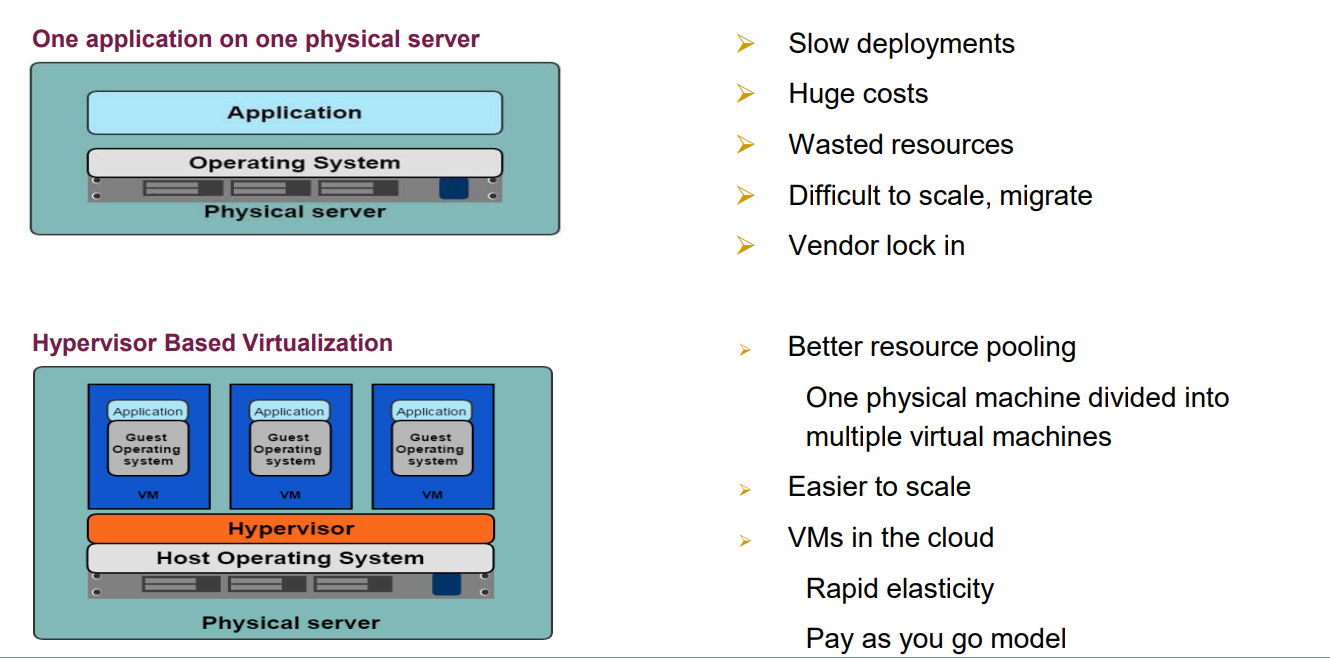 One application on one physical server
Application
Operating System
Physical server
Slow deployments
Huge costs
Wasted resources
Difficult to scale, migrate
Vendor lock in
Hypervisor Based Virtualization
Application
Guest
Operating
system
VM
Application
Guest
Operating
system
VM
Application
Guest
Operating
system
VM
Hypervisor
Host Operating System
Physical server
Better resource pooling
One physical machine divided into
multiple virtual machines
Easier to scale
VMs in the cloud
Rapid elasticity
Pay as you go model